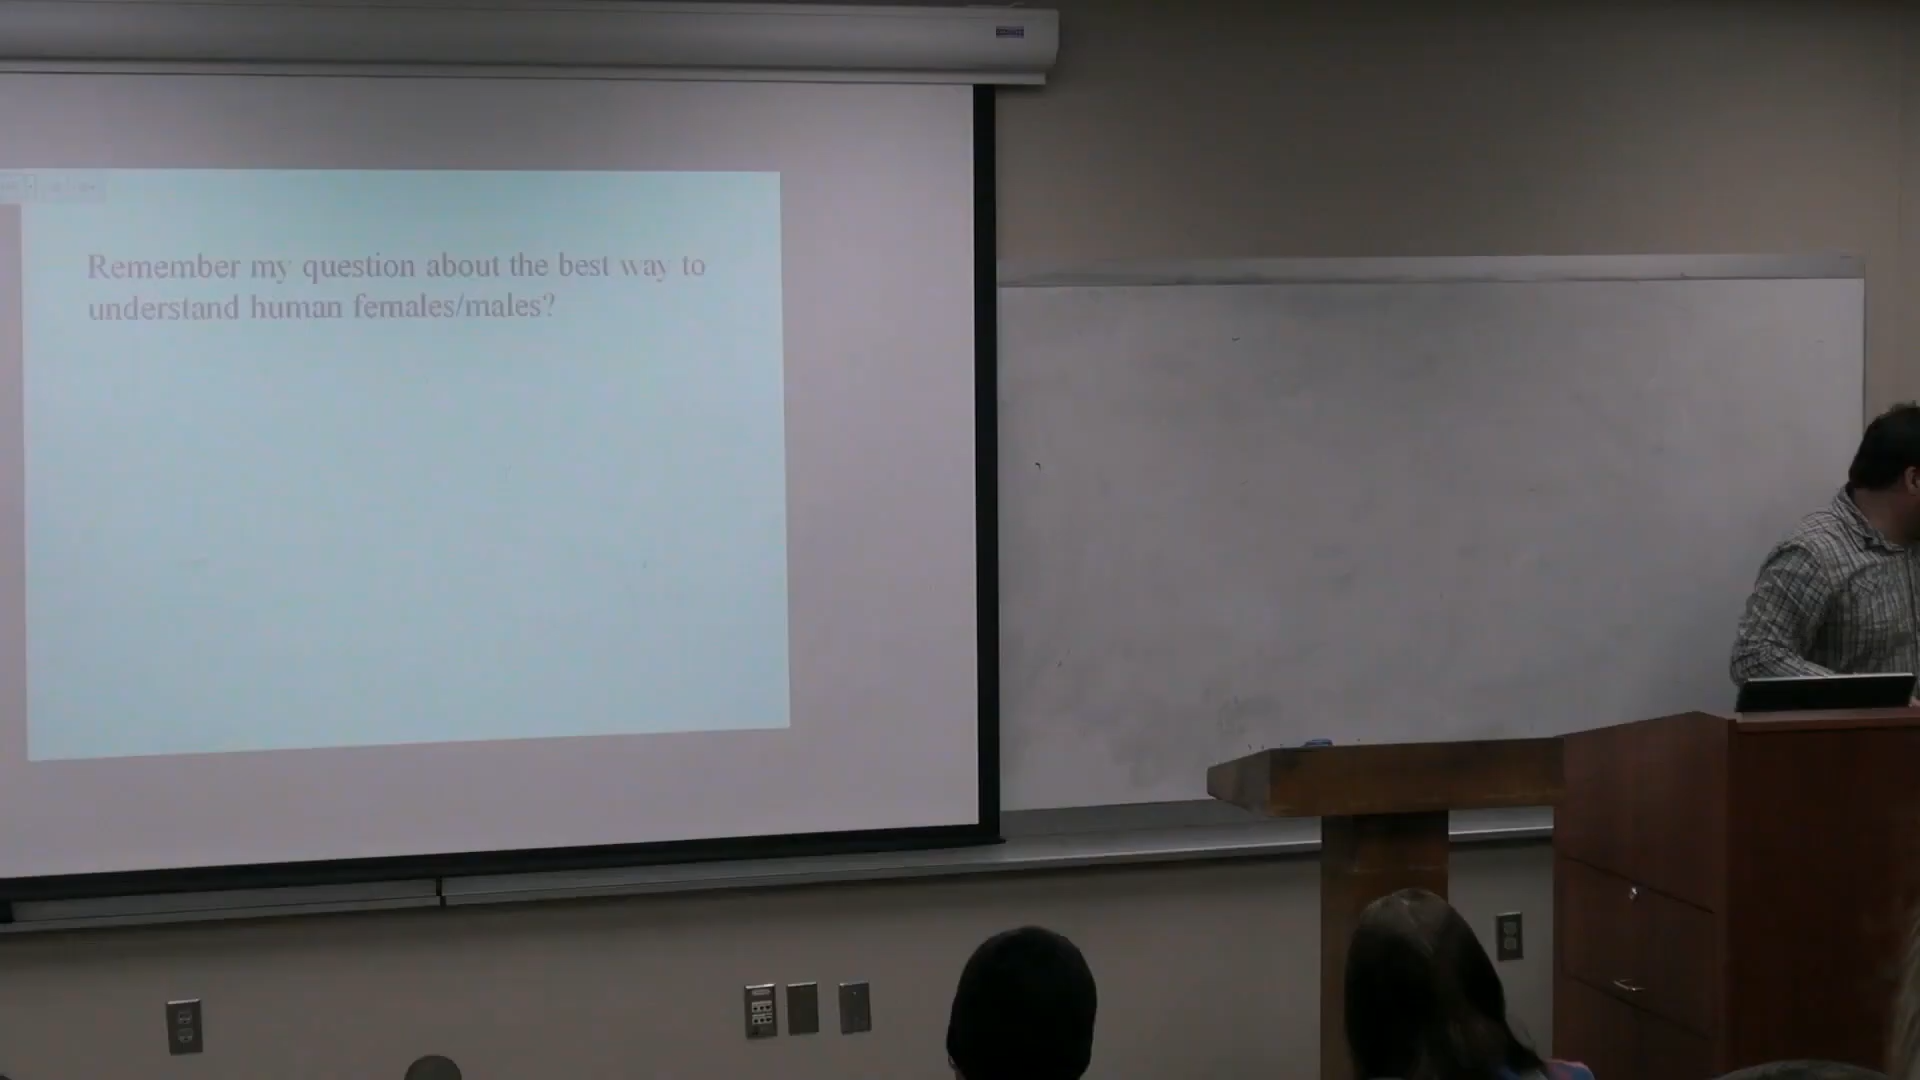 Remember my question about the best way to
understand human females/males?